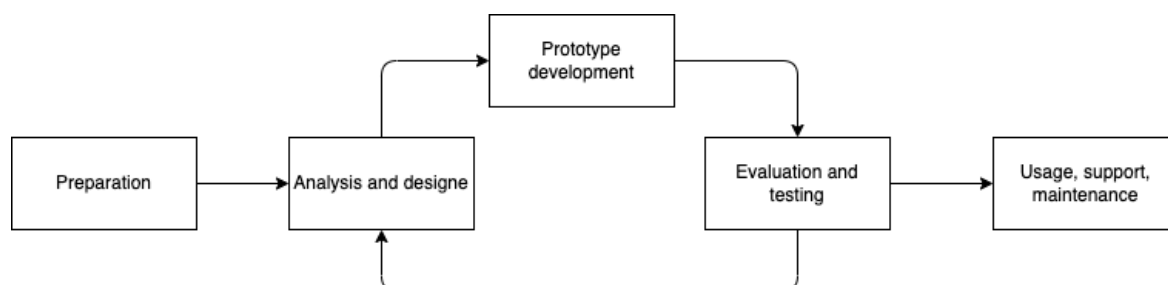 Prototype
development
Preparation
Analysis and designe
Evaluation and
testing
Usage, support,
maintenance